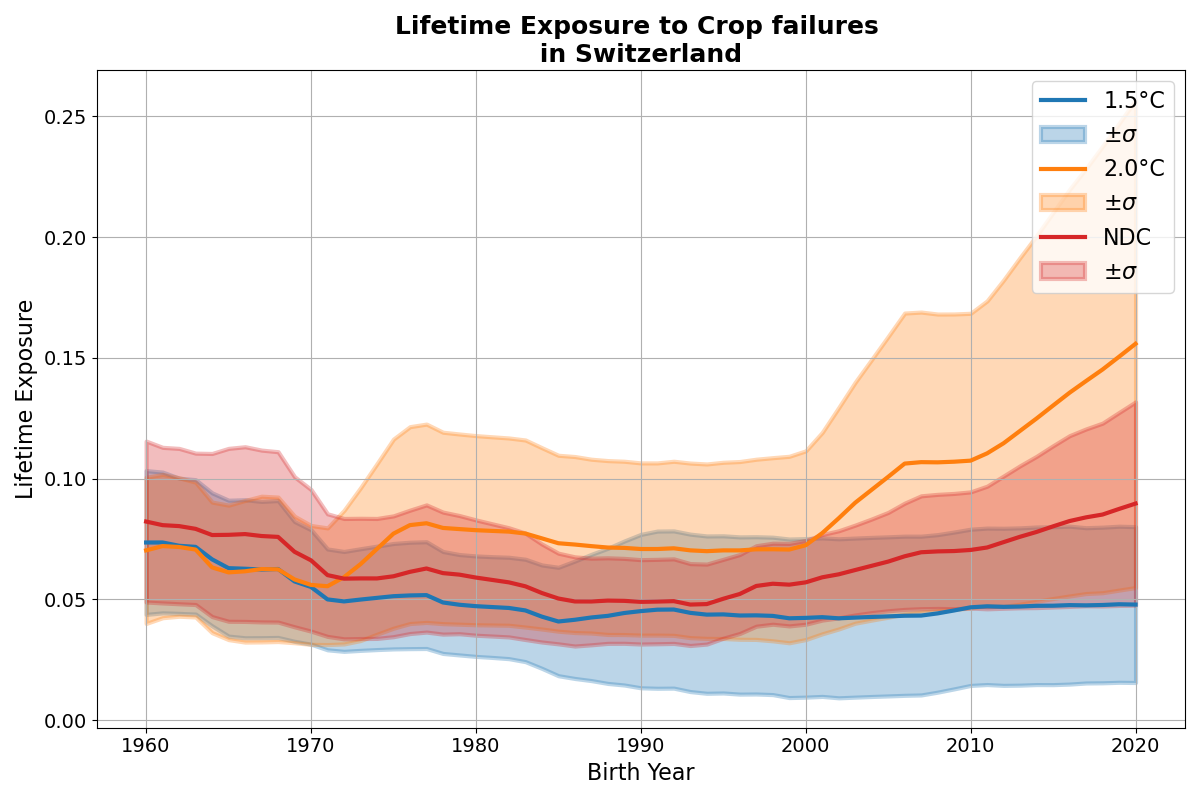 Lifetime Exposure to Crop failures
in Switzerland
1.5°C
±σ
2.0°C
±σ
NDC
±σ
Lifetime Exposure
0.25
0.20
0.15
0.10
0.05
0.00
1960 1970 1980 1990 2000 2010 2020
Birth Year